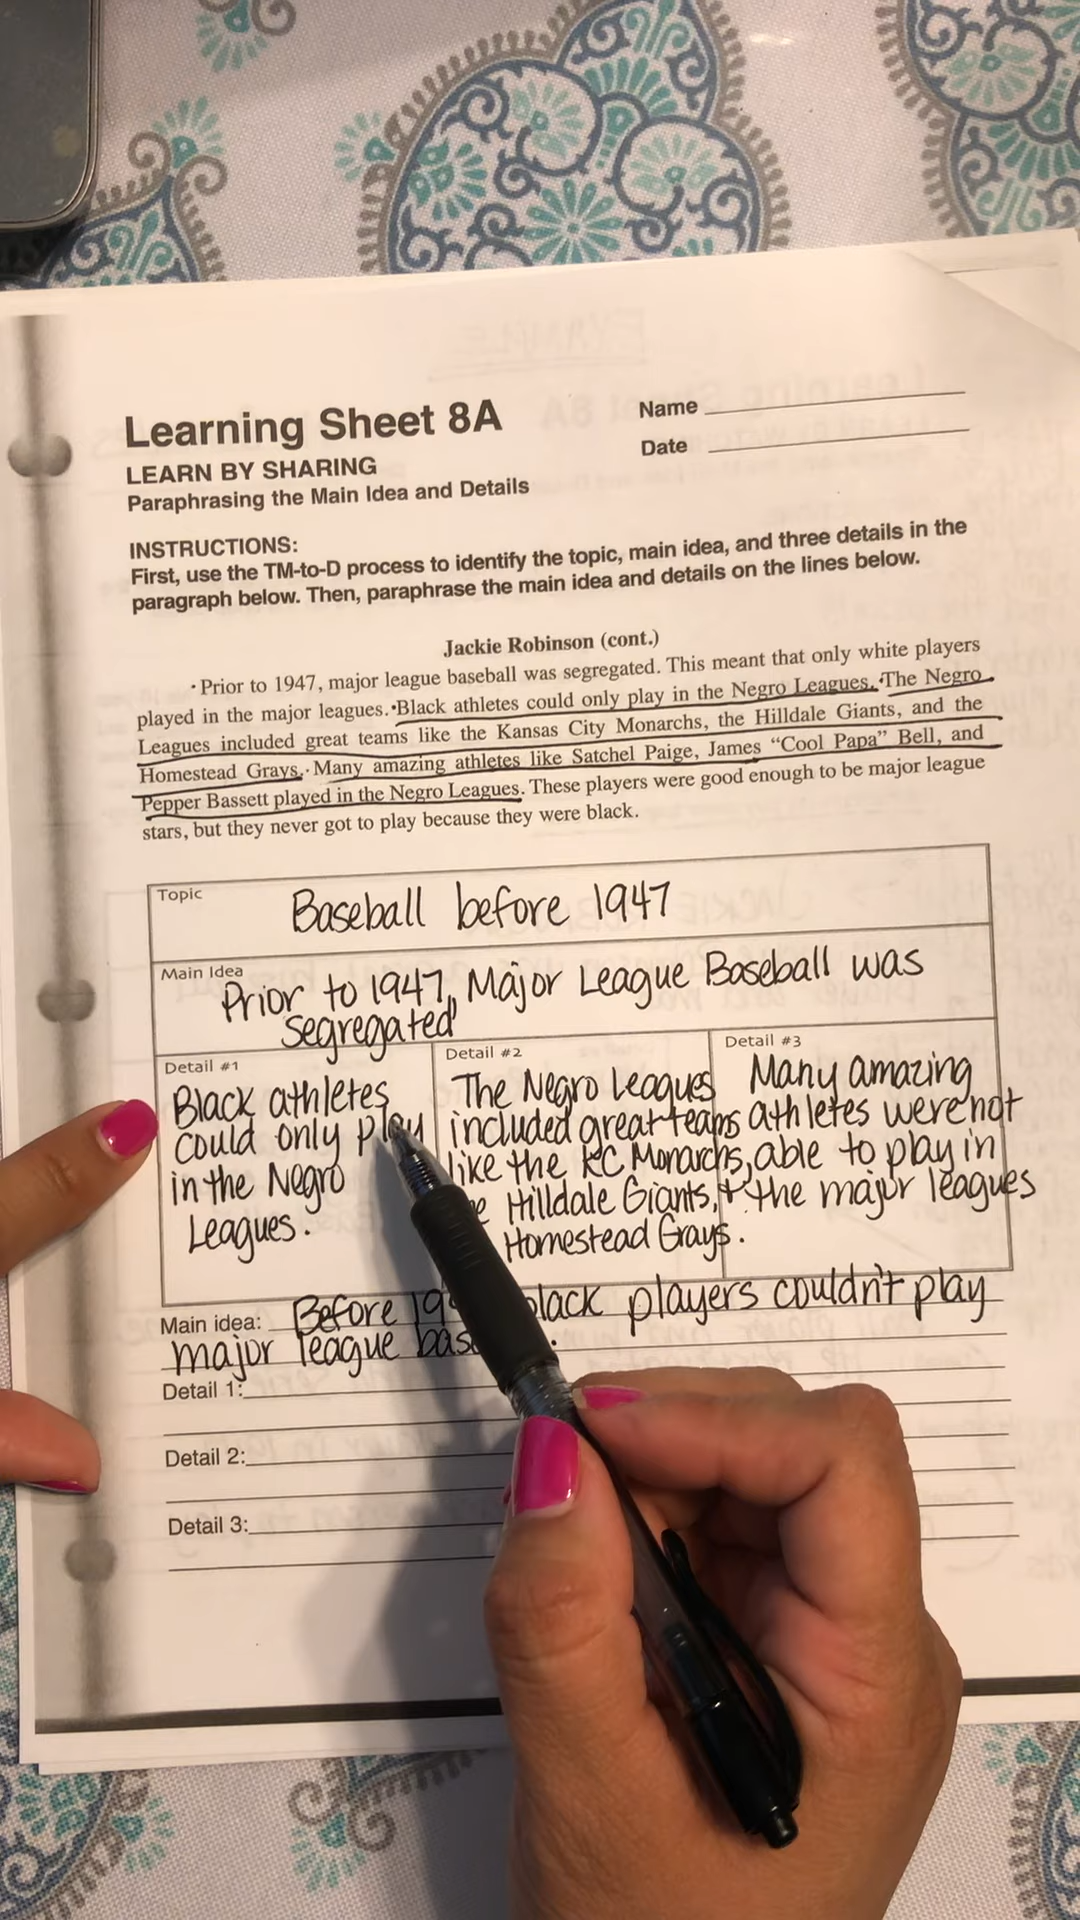 Learning Sheet 8A
Name
Date
LEARN BY SHARING
Paraphrasing the Main Idea and Details
INSTRUCTIONS:
First, use the TM-to-D process to identify the topic, main idea, and three details in the
paragraph below. Then, paraphrase the main idea and details on the lines below.
Jackie Robinson (cont.)
Prior to 1947, major league baseball was segregated. This meant that only white players
played in the major leagues. Black athletes could only play in the Negro Leagues. The Negro
Leagues included great teams like the Kansas City Monarchs, the Hilldale Giants, and the
Homestead Grays. Many amazing athletes like Satchel Paige, James "Cool Papa" Bell, and
Pepper Bassett played in the Negro Leagues. These players were good enough to be major league
stars, but they never got to play because they were black.
Topic
Baseball before 1947
Main Idea
Prior to 1947, Major League Baseball was
segregated
Detail #1
Black athletes
could only play
in the Negro
Leagues.
Detail #2
The Negro Leagues
included great teams
like the KC Monarchs,
Hilldale Giants, +
Homestead Grays.
Detail #3
Many amazing
athletes were not
able to play in
the major leagues
Main idea: Before black players couldn't play
major league
Detail 1:
Detail 2:
Detail 3: